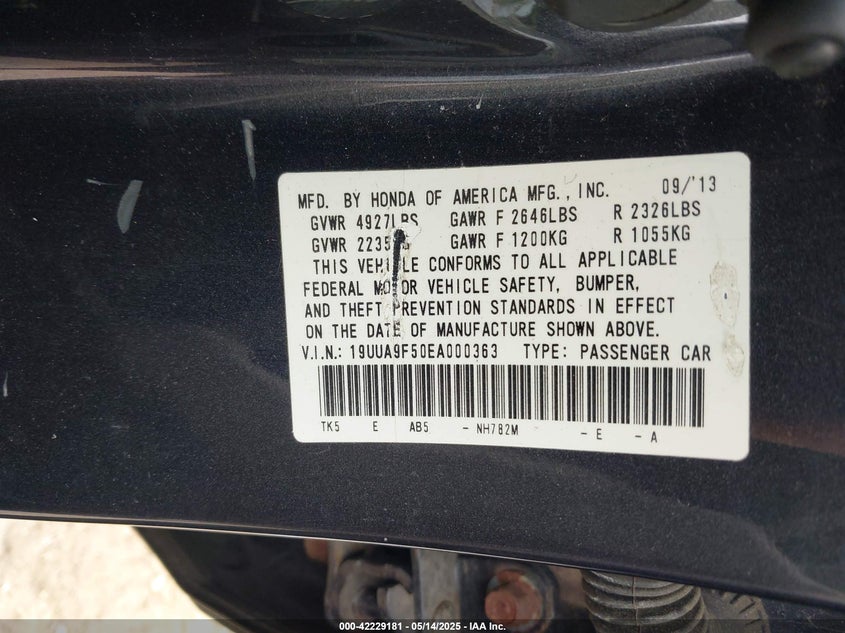 MFD. BY HONDA OF AMERICA MFG., INC. 09/'13
GVWR 4927LBS GAWR F 2646LBS R 2326LBS
GVWR GAWR F 1200KG R 1055KG
THIS VEHICLE CONFORMS TO ALL APPLICABLE
FEDERAL MOTOR VEHICLE SAFETY, BUMPER,
AND THEFT PREVENTION STANDARDS IN EFFECT
ON THE DATE OF MANUFACTURE SHOWN ABOVE.
V.I.N.: 19UUA9F50EA000363 TYPE: PASSENGER CAR
TK5 E AB5 - NH782M - E - A
000-42229181 - 05/14/2025 - IAA Inc.